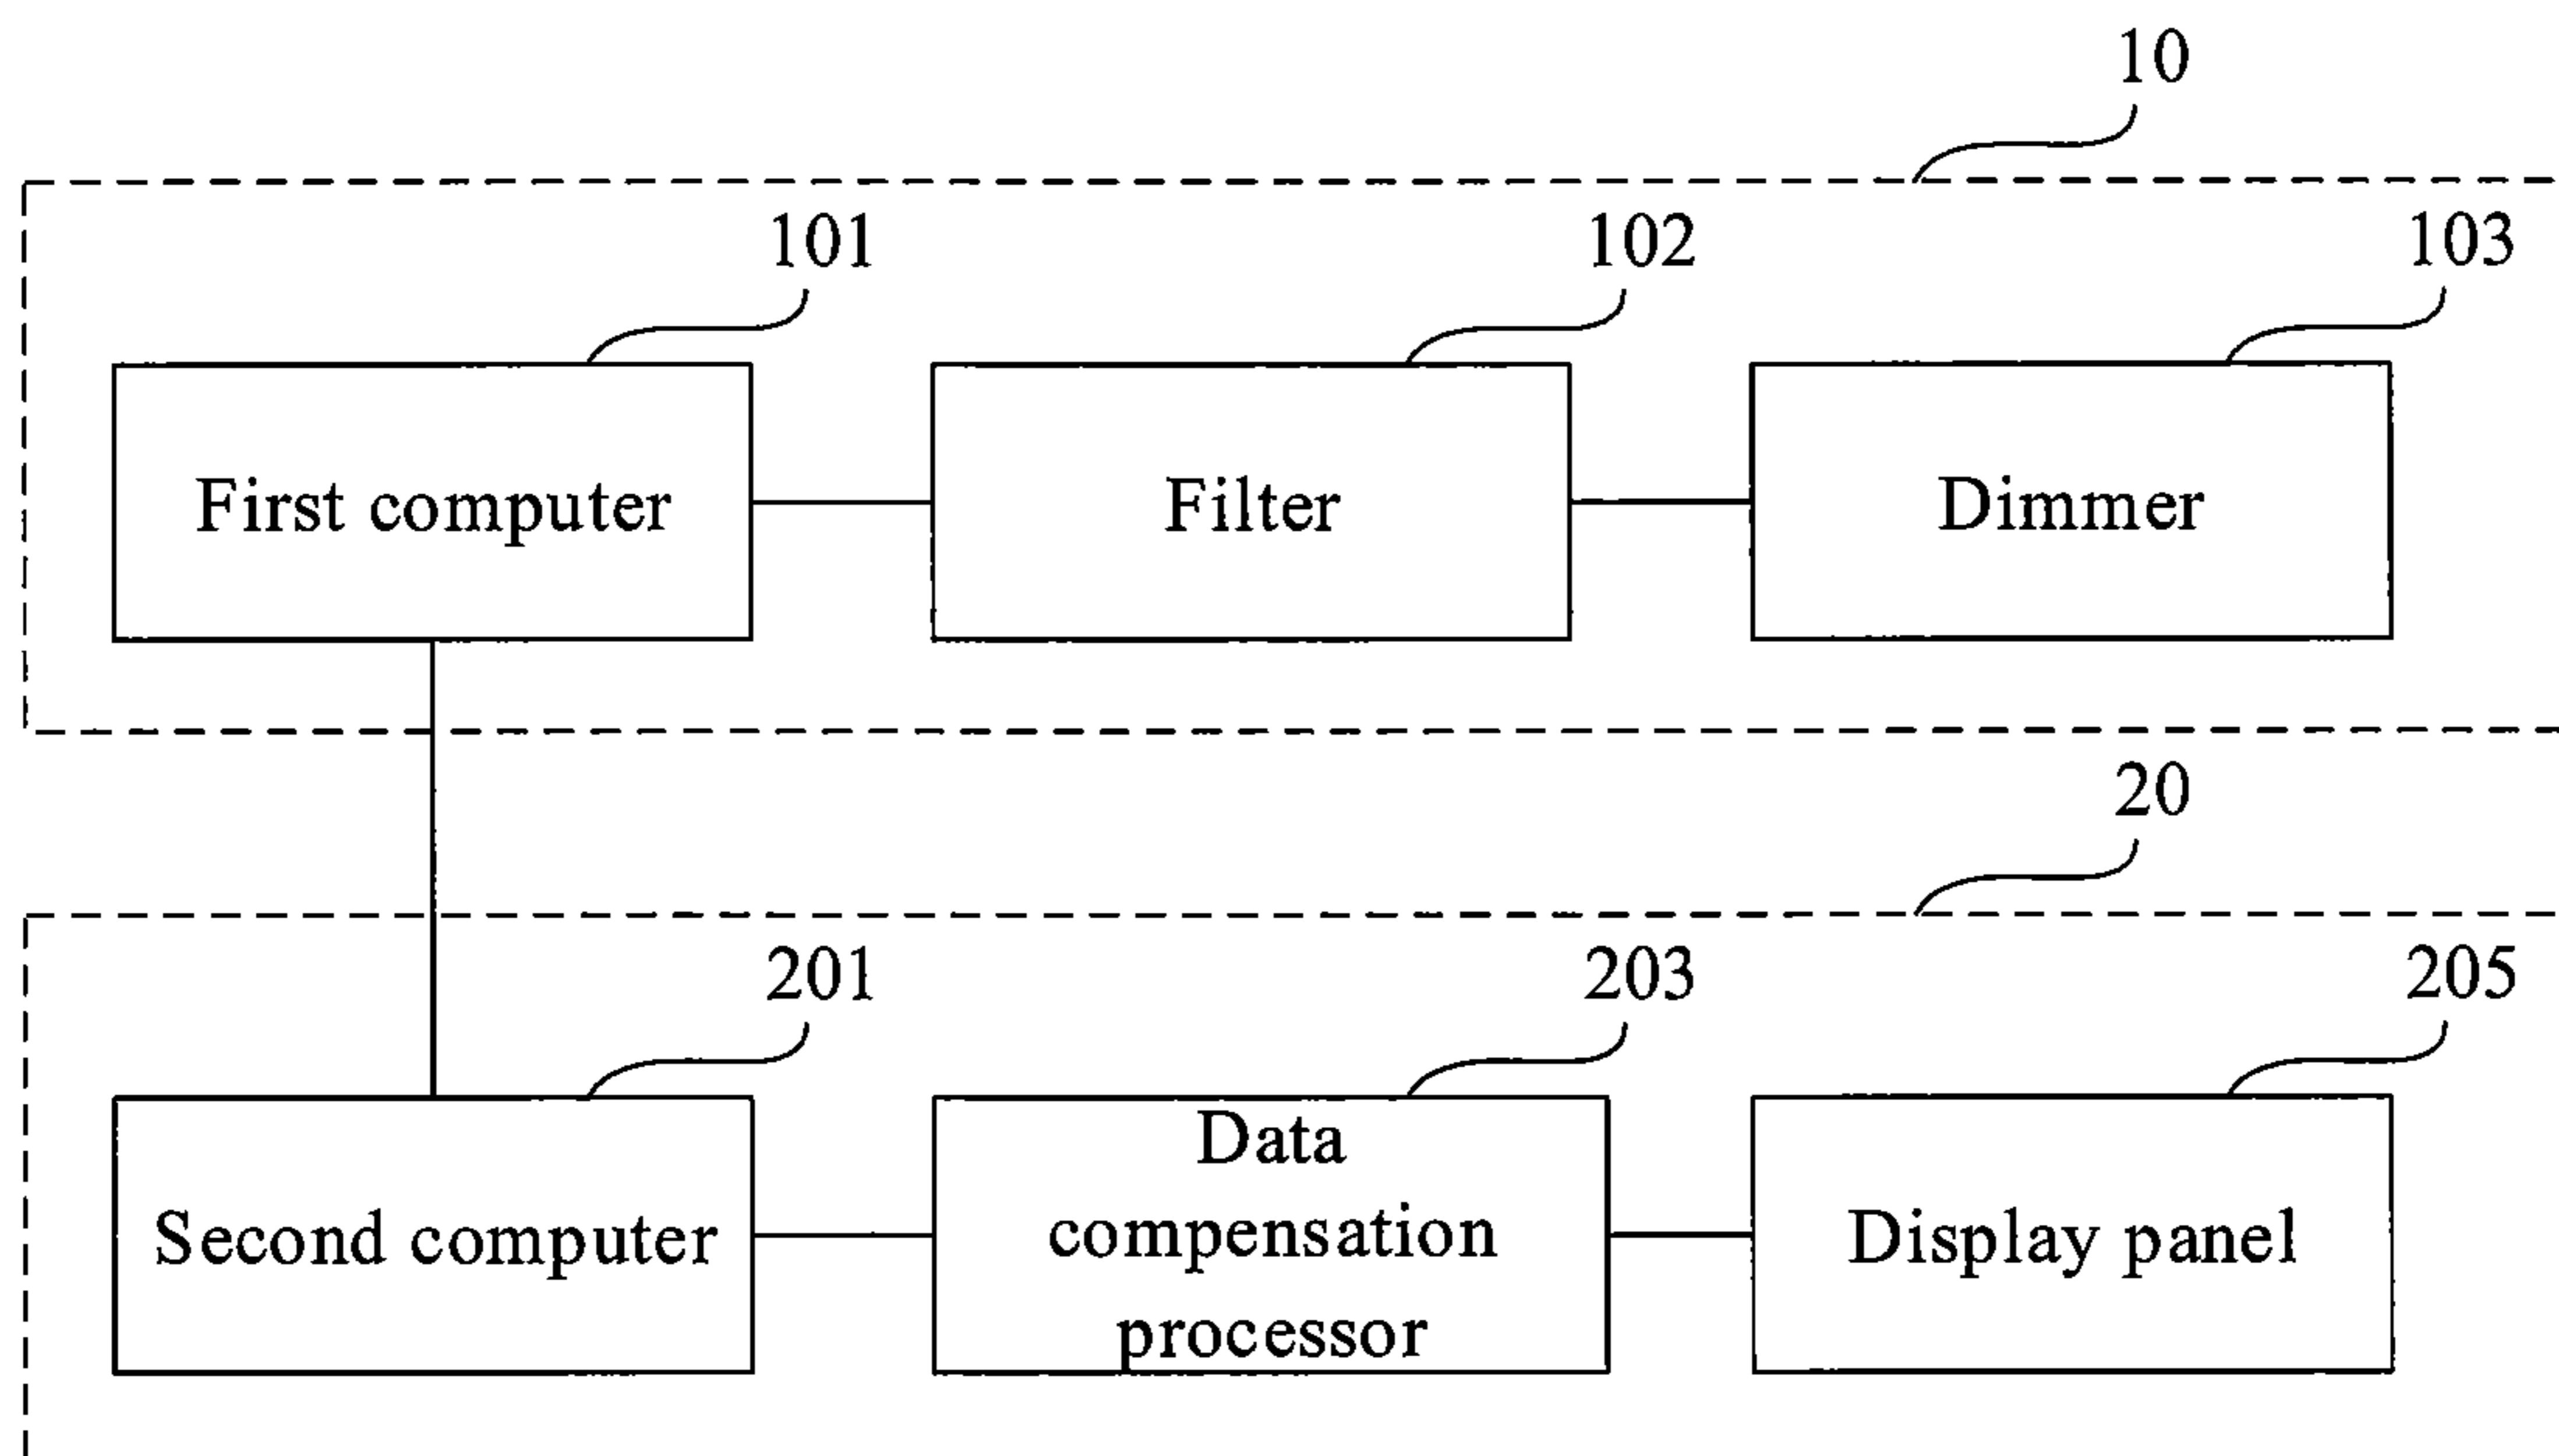 10
101
102
103
First computer
Filter
Dimmer
20
201
203
205
Second computer
Data
compensation
processor
Display panel